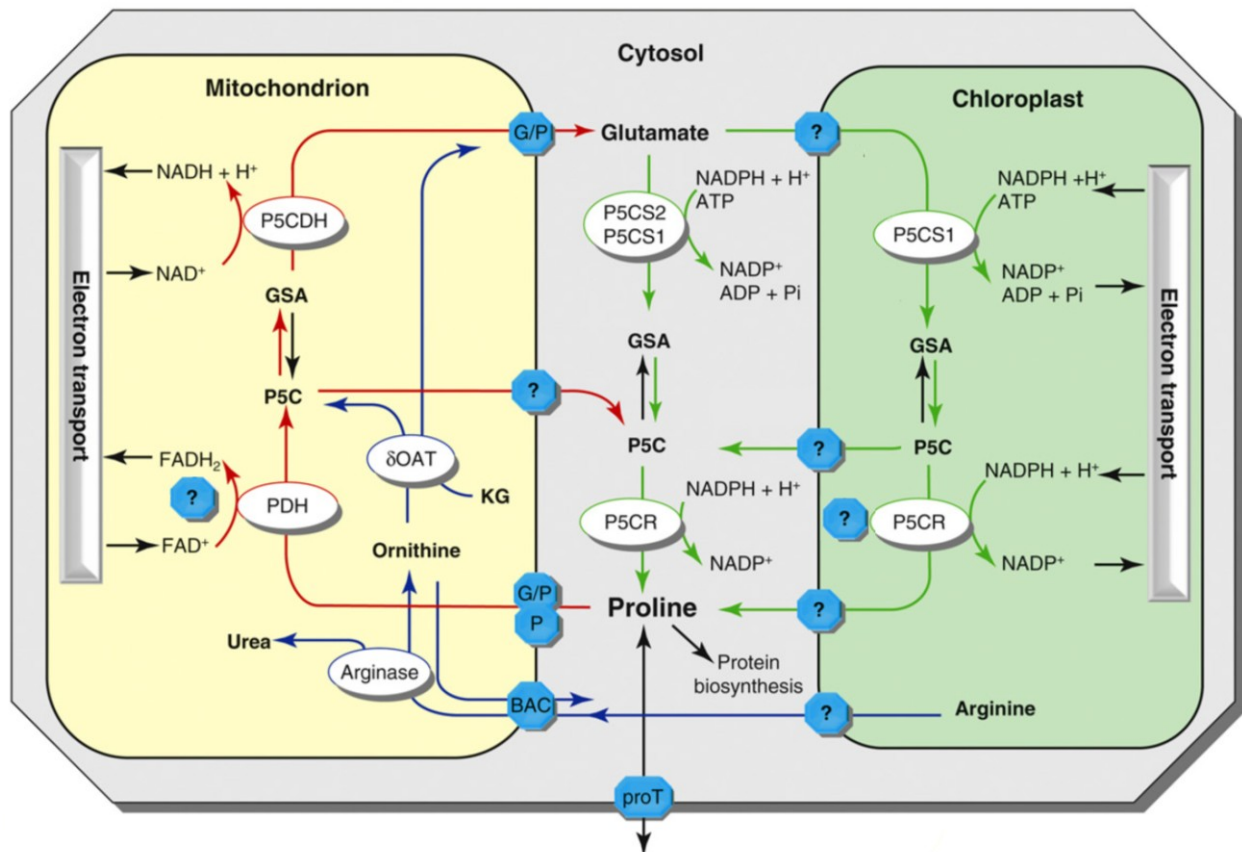 Cytosol
Mitochondrion
Chloroplast
G/P
Glutamate
?
NADH + H⁺
P5CDH
NAD⁺
GSA
P5C
?
Electron transport
FADH₂
?
PDH
FAD⁺
δOAT
KG
Ornithine
G/P
P
Urea
Arginase
BAC
P5CS2
P5CS1
NADPH + H⁺
ATP
NADP⁺
ADP + Pi
GSA
P5C
P5CR
NADPH + H⁺
NADP⁺
Proline
Protein
biosynthesis
proT
NADPH +H⁺
ATP
P5CS1
NADP⁺
ADP + Pi
GSA
?
P5C
NADPH + H⁺
?
P5CR
NADP⁺
?
?
Arginine
Electron transport